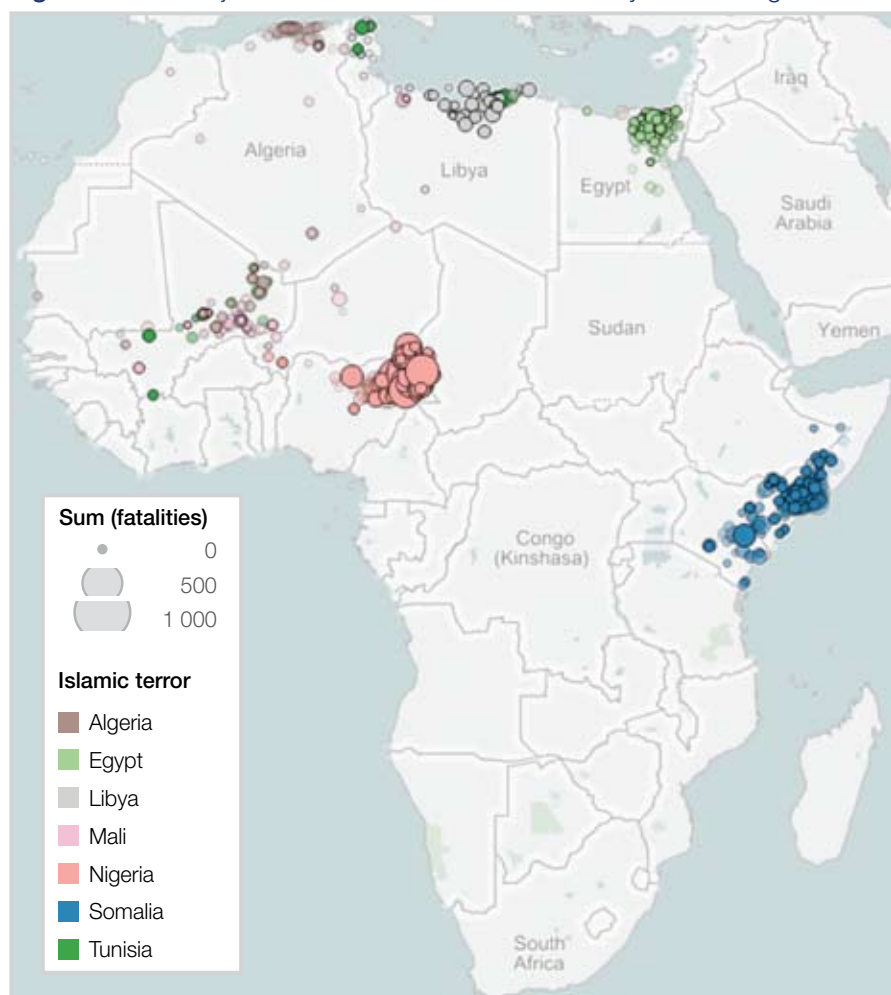 Algeria
Libya
Egypt
Iraq
Saudi
Arabia
Sudan
Yemen
Congo
(Kinshasa)
South
Africa
Sum (fatalities)
0
500
1 000
Islamic terror
Algeria
Egypt
Libya
Mali
Nigeria
Somalia
Tunisia